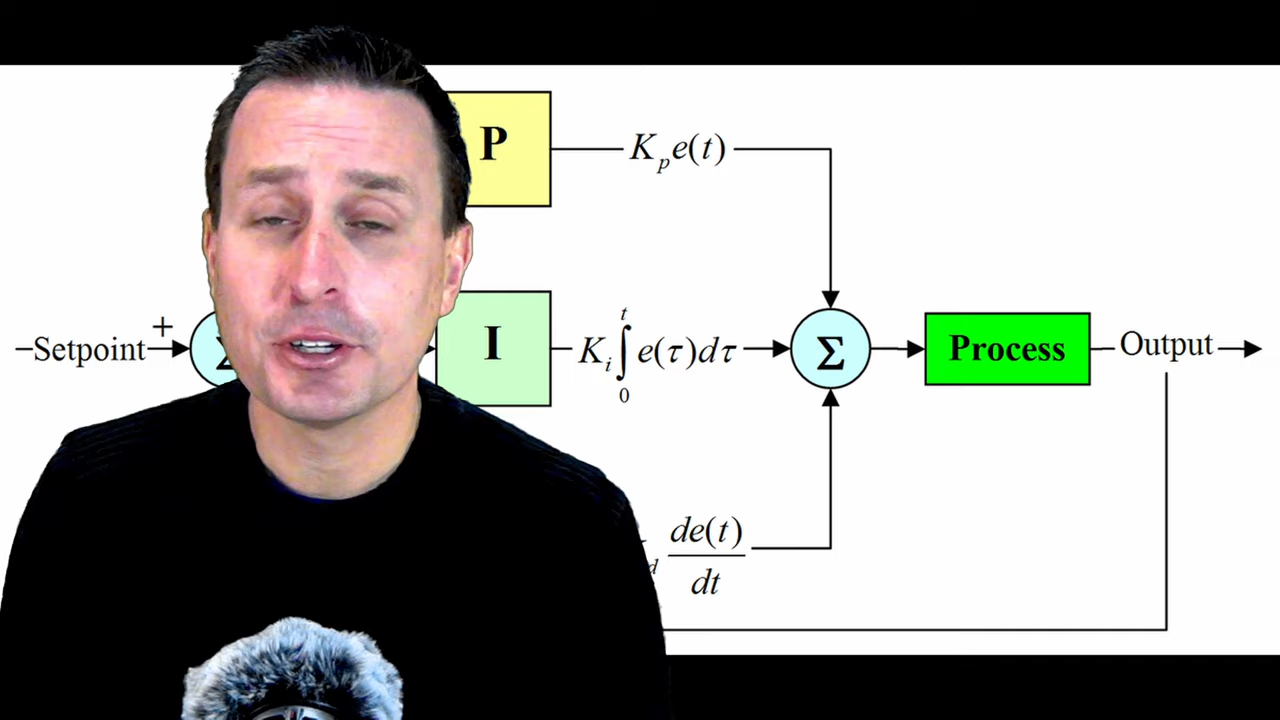 P
K_p e(t)
+
Setpoint
Σ
I
K_i ∫_0^t e(τ)dτ
Σ
Process
Output
d
de(t)
dt